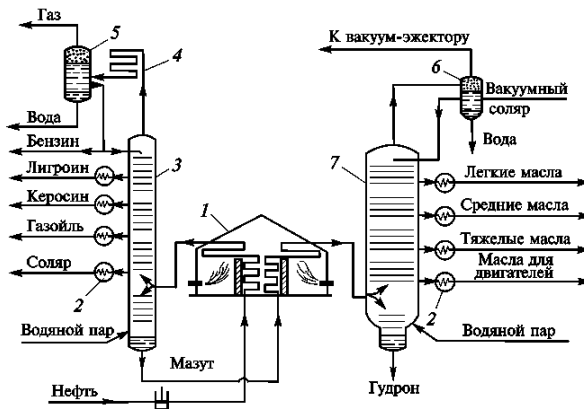 Газ
5
4
Вода
Бензин
3
Лигроин
Керосин
Газойль
Соляр
2
Водяной пар
Нефть
Мазут
1
К вакуум-эжектору
6
Вакуумный
соляр
Вода
7
Легкие масла
Средние масла
Тяжелые масла
Масла для
двигателей
2
Водяной пар
Гудрон